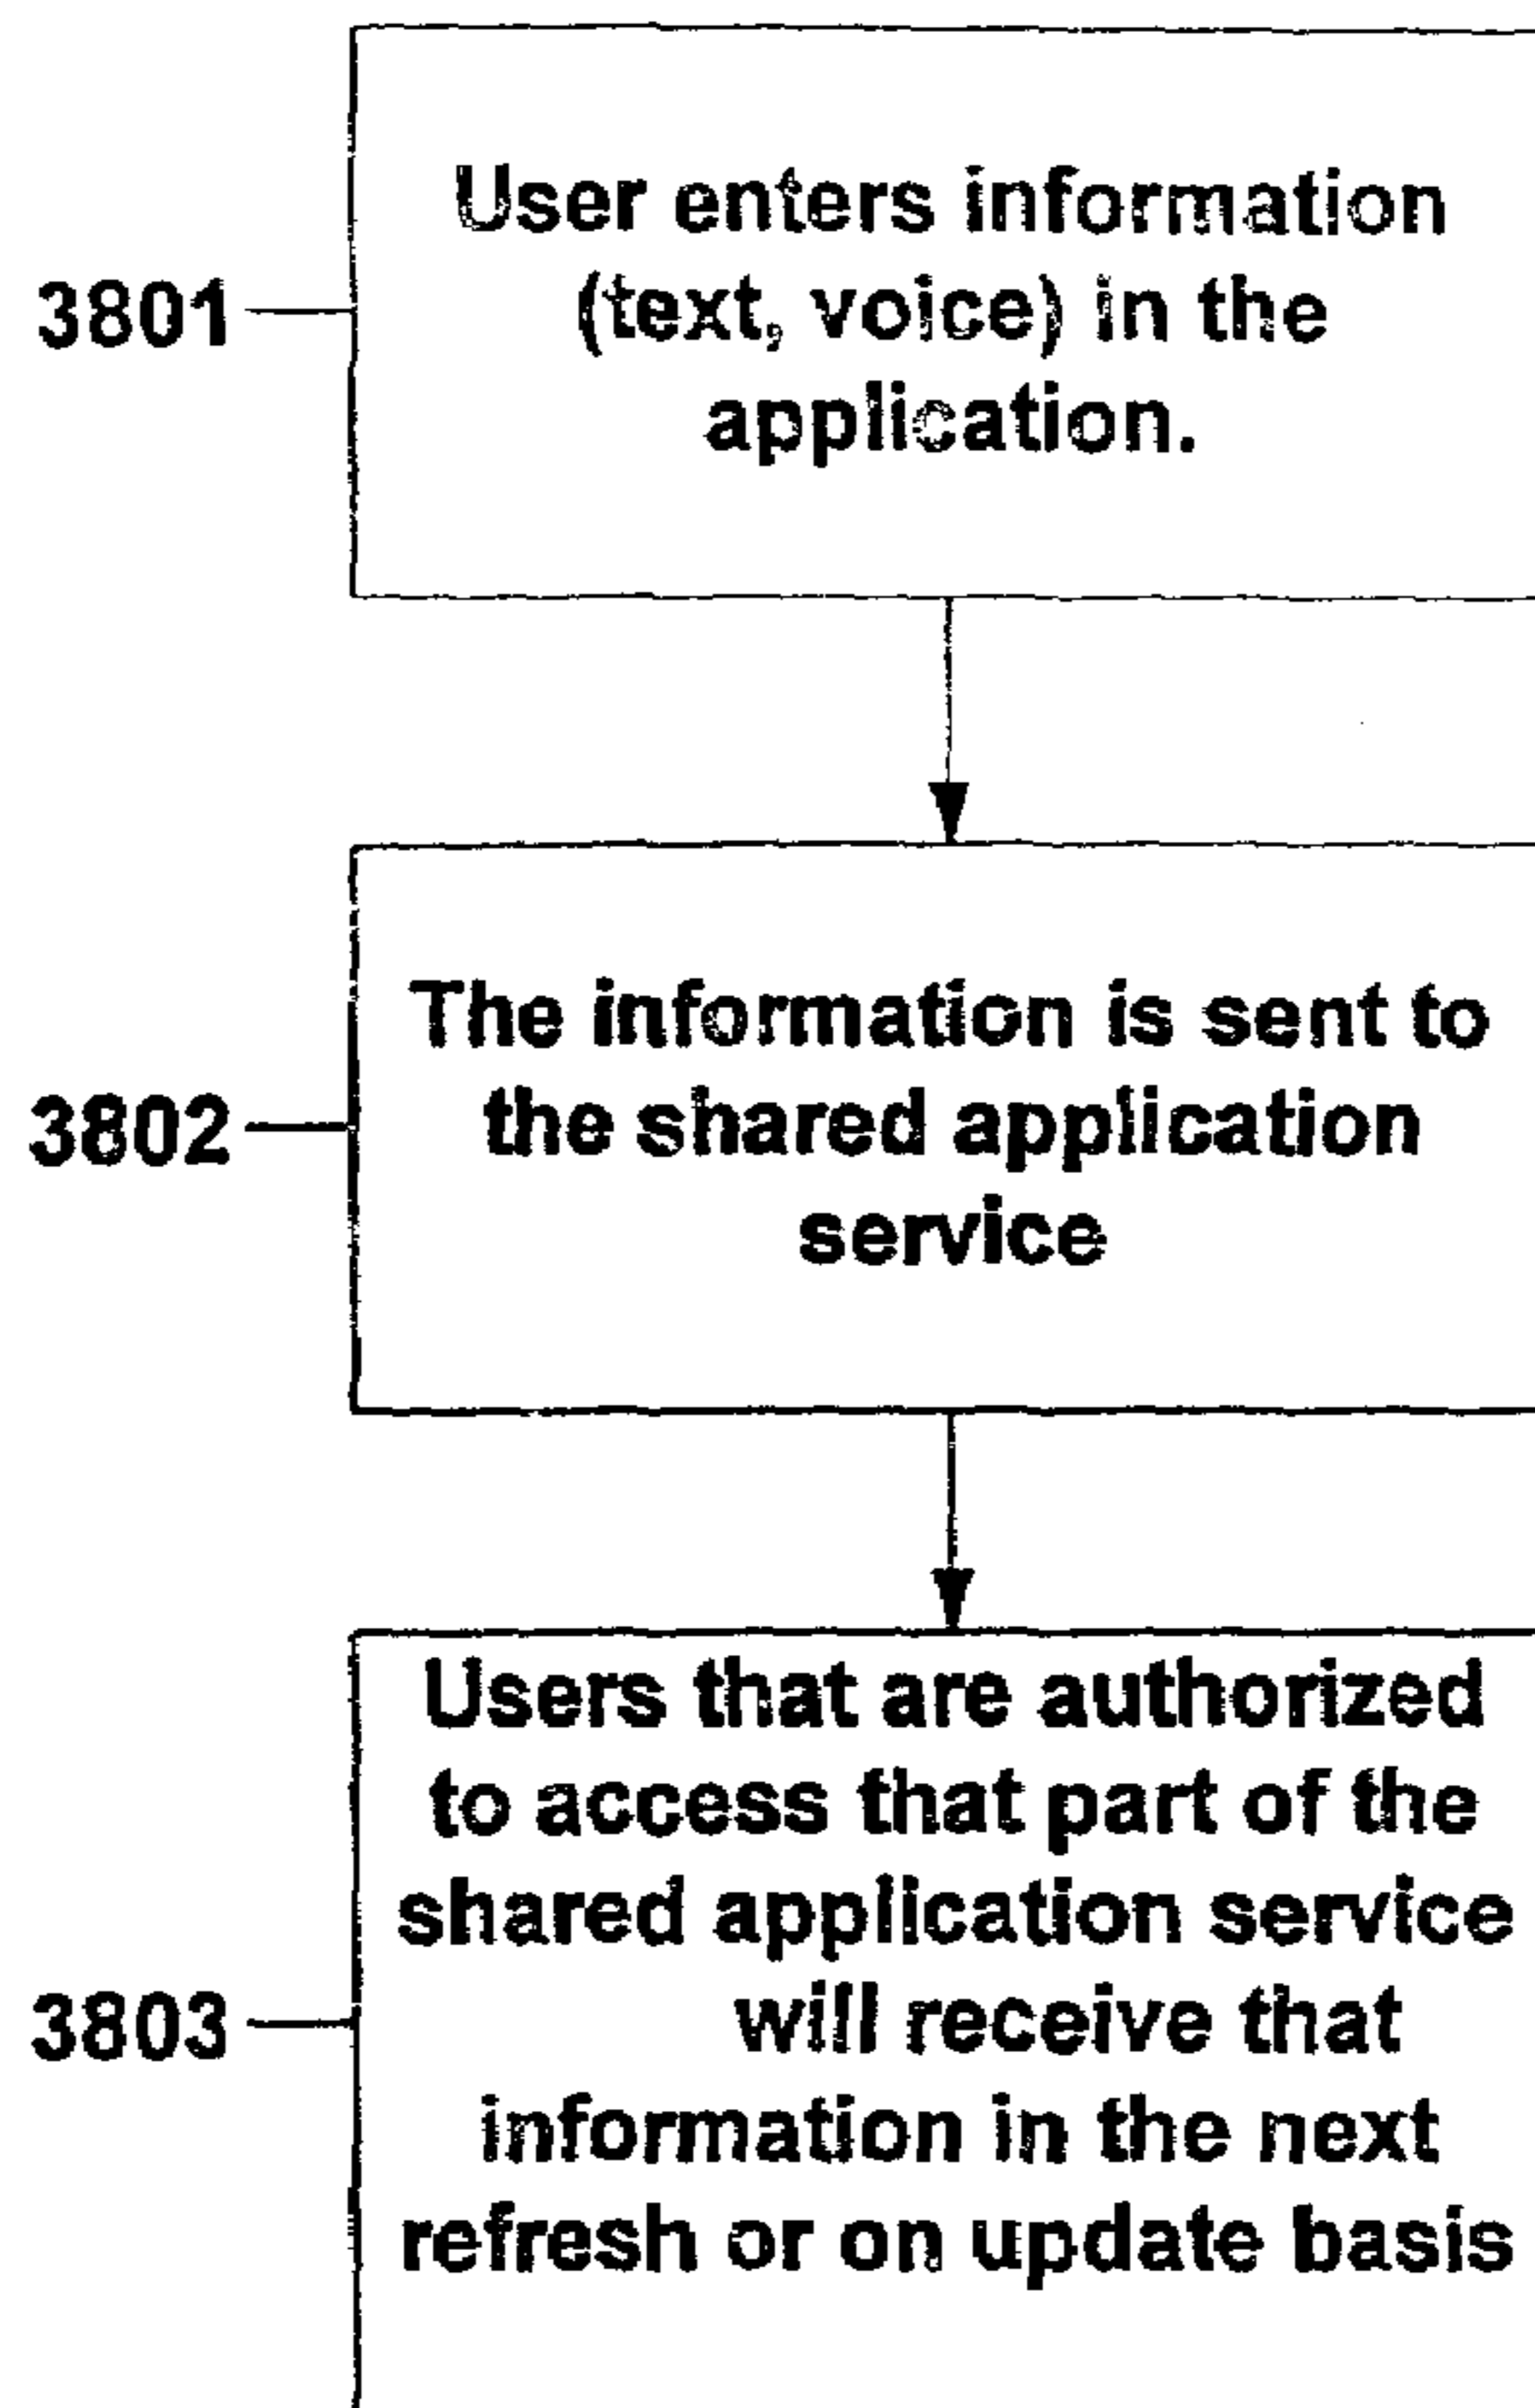 User enters information
(text, voice) in the
3801
application.
The information is sent to
the shared application
3802
service
Users that are authorized
to access that part of the
shared application service
will receive that
3803
information in the next
refresh or on update basis